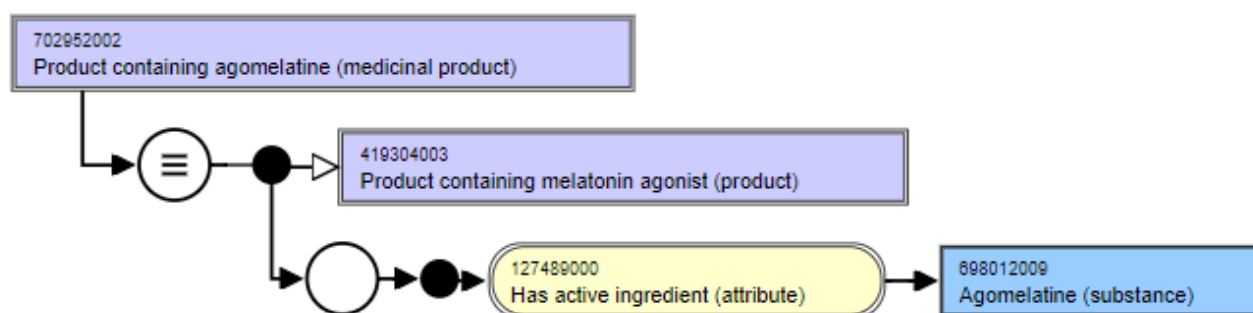 702952002
Product containing agomelatine (medicinal product)
419304003
Product containing melatonin agonist (product)
127489000
Has active ingredient (attribute)
698012009
Agomelatine (substance)